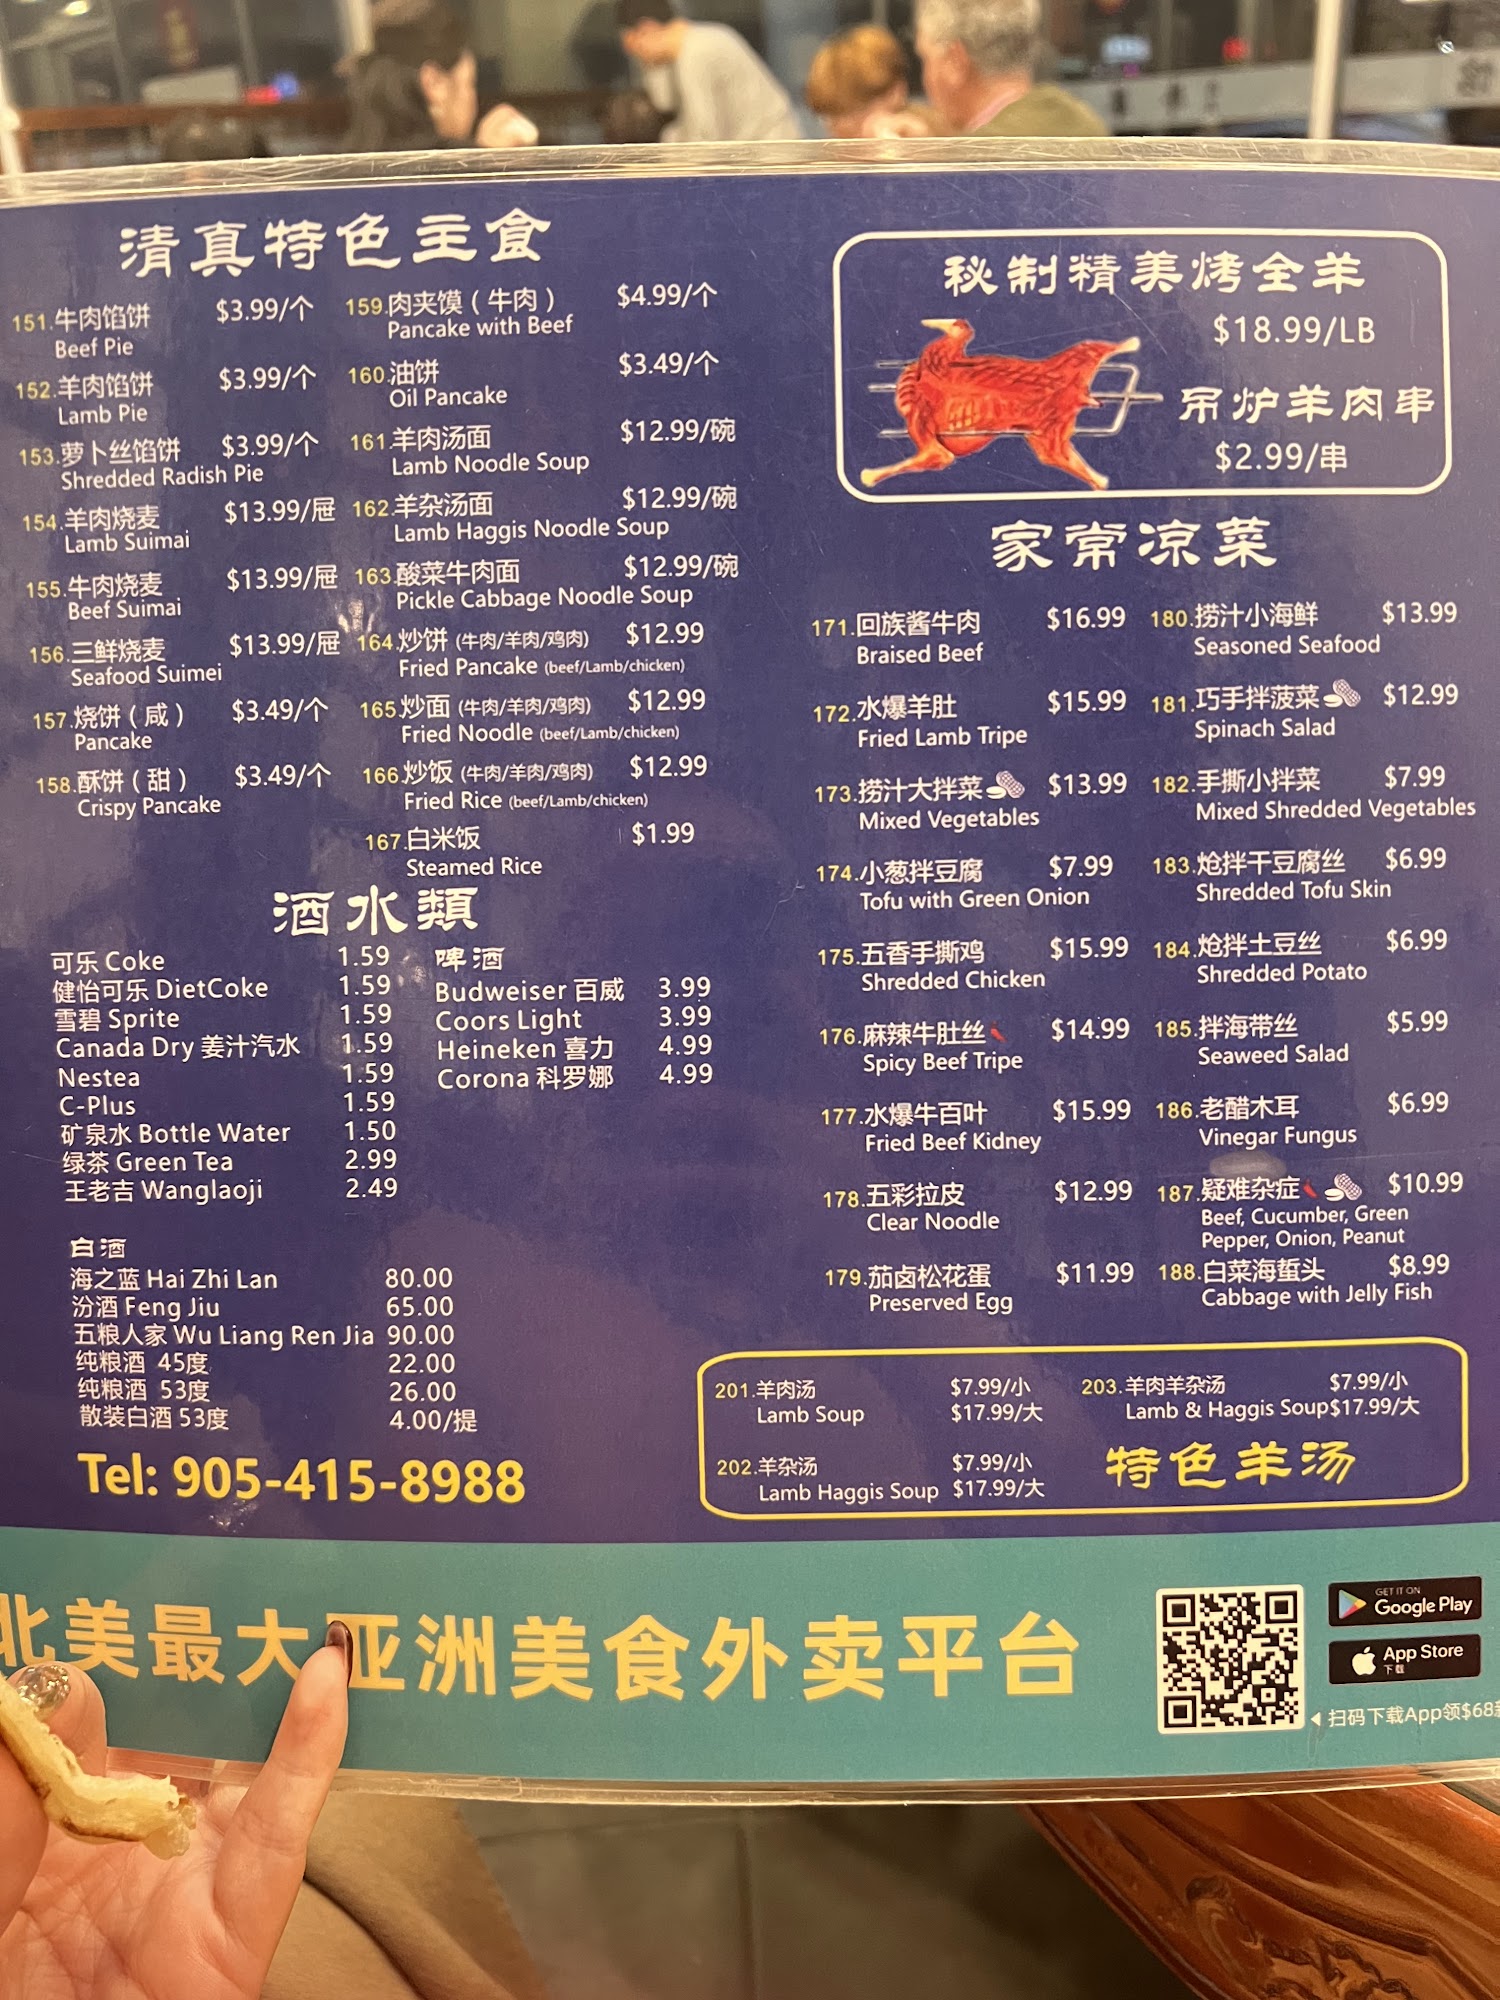 清真特色主食
151.牛肉馅饼 $3.99/个
Beef Pie
152.羊肉馅饼 $3.99/个
Lamb Pie
153.萝卜丝馅饼 $3.99/个
Shredded Radish Pie
154.羊肉烧麦 $13.99/屉
Lamb Suimai
155.牛肉烧麦 $13.99/屉
Beef Suimai
156.三鲜烧麦 $13.99/屉
Seafood Suimei
157.烧饼（咸） $3.49/个
Pancake
158.酥饼（甜） $3.49/个
Crispy Pancake
159.肉夹馍（牛肉） $4.99/个
Pancake with Beef
160.油饼 $3.49/个
Oil Pancake
161.羊肉汤面 $12.99/碗
Lamb Noodle Soup
162.羊杂汤面 $12.99/碗
Lamb Haggis Noodle Soup
163.酸菜牛肉面 $12.99/碗
Pickle Cabbage Noodle Soup
164.炒饼 (牛肉/羊肉/鸡肉) $12.99
Fried Pancake (beef/Lamb/chicken)
165.炒面 (牛肉/羊肉/鸡肉) $12.99
Fried Noodle (beef/Lamb/chicken)
166.炒饭 (牛肉/羊肉/鸡肉) $12.99
Fried Rice (beef/Lamb/chicken)
167.白米饭 $1.99
Steamed Rice
酒水類
可乐 Coke 1.59
健怡可乐 DietCoke 1.59
雪碧 Sprite 1.59
Canada Dry 姜汁汽水 1.59
Nestea 1.59
C-Plus 1.59
矿泉水 Bottle Water 1.50
绿茶 Green Tea 2.99
王老吉 Wanglaoji 2.49
啤酒
Budweiser 百威 3.99
Coors Light 3.99
Heineken 喜力 4.99
Corona 科罗娜 4.99
白酒
海之蓝 Hai Zhi Lan 80.00
汾酒 Feng Jiu 65.00
五粮人家 Wu Liang Ren Jia 90.00
纯粮酒 45度 22.00
纯粮酒 53度 26.00
散装白酒 53度 4.00/提
Tel: 905-415-8988
秘制精美烤全羊
$18.99/LB
吊炉羊肉串
$2.99/串
家常凉菜
171.回族酱牛肉 $16.99
Braised Beef
172.水爆羊肚 $15.99
Fried Lamb Tripe
173.捞汁大拌菜 $13.99
Mixed Vegetables
174.小葱拌豆腐 $7.99
Tofu with Green Onion
175.五香手撕鸡 $15.99
Shredded Chicken
176.麻辣牛肚丝 $14.99
Spicy Beef Tripe
177.水爆牛百叶 $15.99
Fried Beef Kidney
178.五彩拉皮 $12.99
Clear Noodle
179.茄卤松花蛋 $11.99
Preserved Egg
180.捞汁小海鲜 $13.99
Seasoned Seafood
181.巧手拌菠菜 $12.99
Spinach Salad
182.手撕小拌菜 $7.99
Mixed Shredded Vegetables
183.炝拌干豆腐丝 $6.99
Shredded Tofu Skin
184.炝拌土豆丝 $6.99
Shredded Potato
185.拌海带丝 $5.99
Seaweed Salad
186.老醋木耳 $6.99
Vinegar Fungus
187.疑难杂症 $10.99
Beef, Cucumber, Green
Pepper, Onion, Peanut
188.白菜海蜇头 $8.99
Cabbage with Jelly Fish
201.羊肉汤 $7.99/小
Lamb Soup $17.99/大
202.羊杂汤 $7.99/小
Lamb Haggis Soup $17.99/大
203.羊肉羊杂汤 $7.99/小
Lamb & Haggis Soup $17.99/大
特色羊汤
北美最大亚洲美食外卖平台
GET IT ON
Google Play
App Store
下载
扫码下载App领$68新